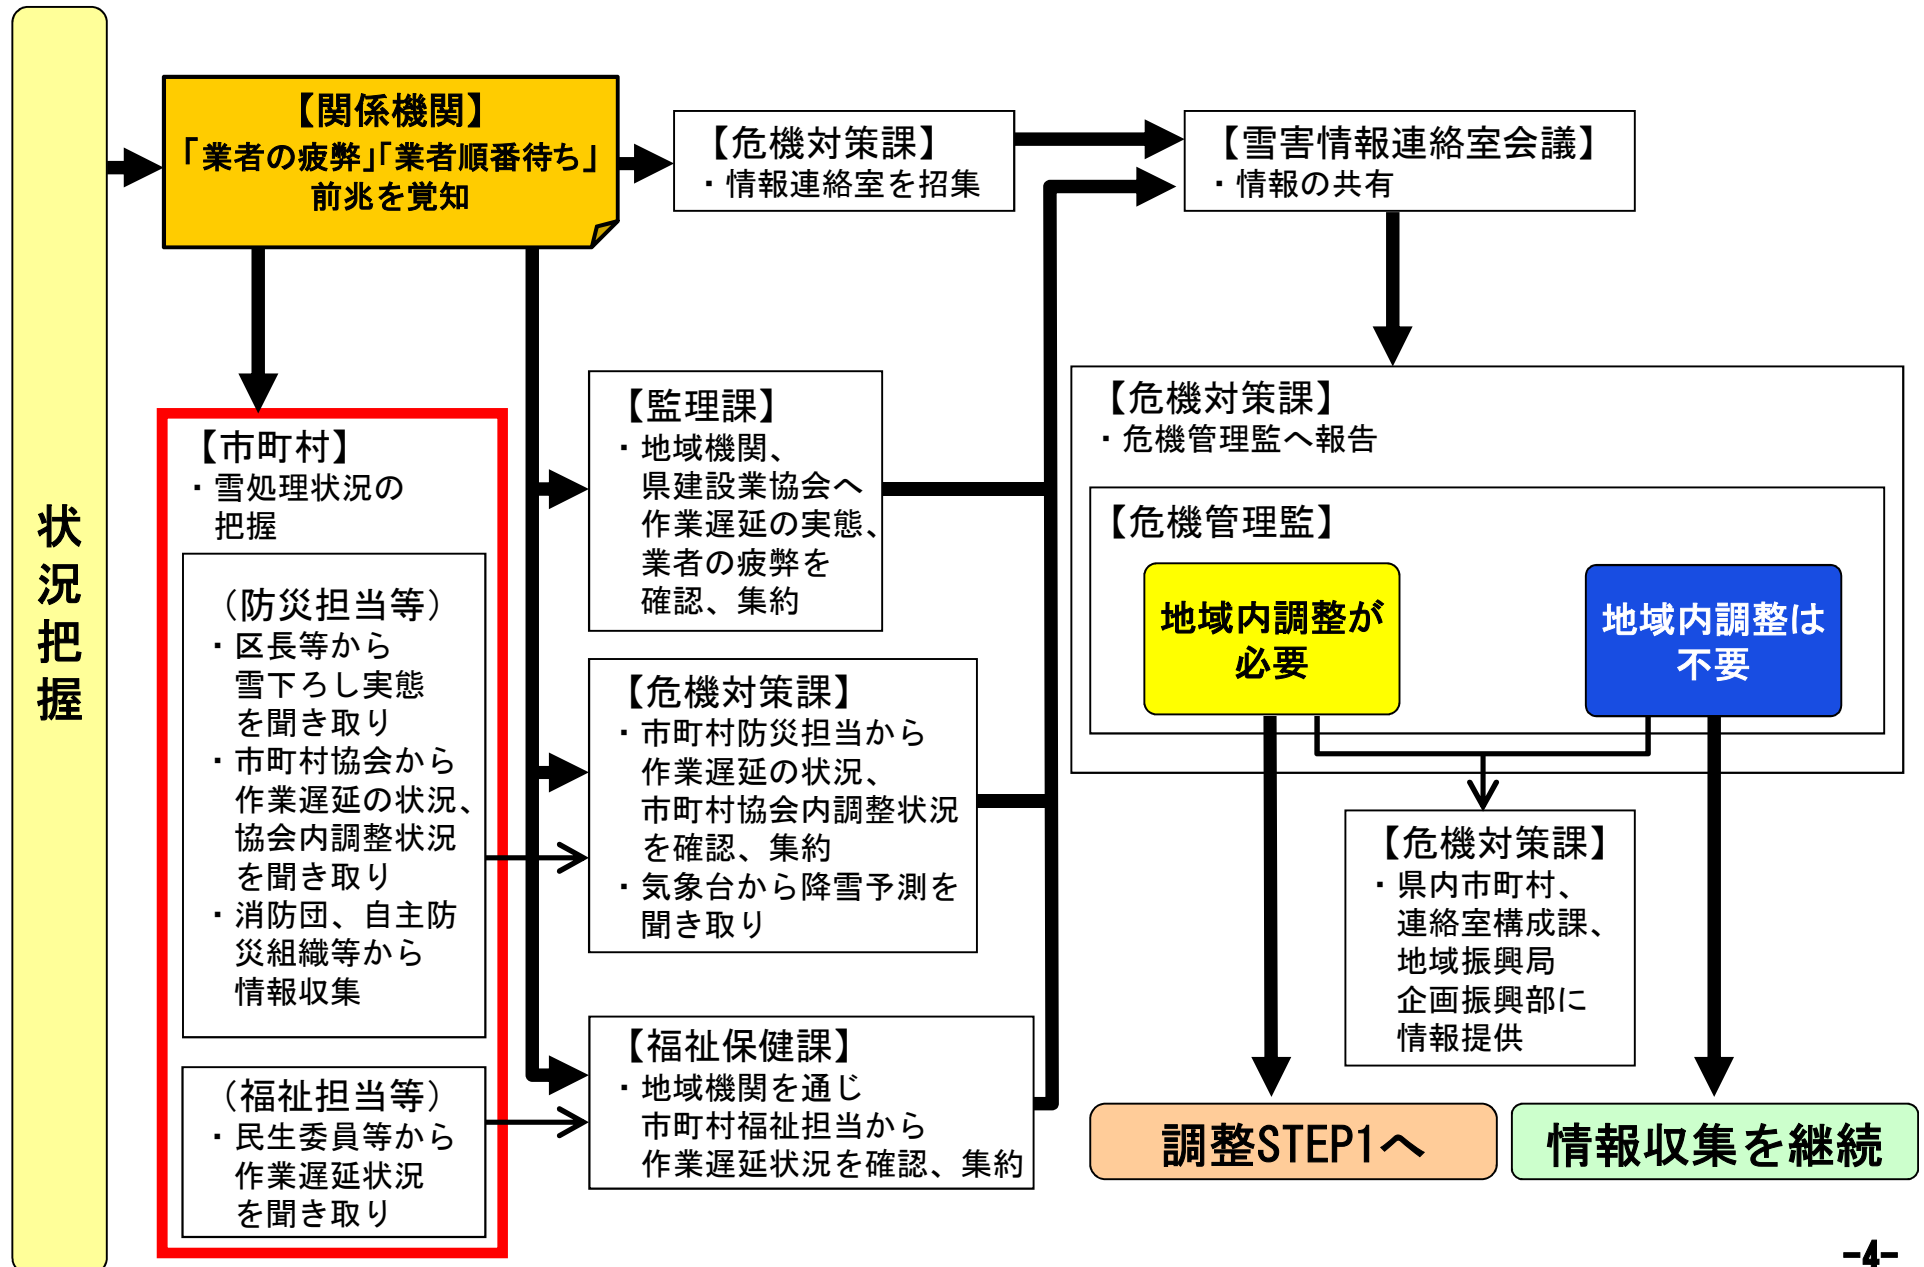 状況把握
【関係機関】
「業者の疲弊」「業者順番待ち」
前兆を覚知
【危機対策課】
・情報連絡室を招集
【雪害情報連絡室会議】
・情報の共有
【市町村】
・雪処理状況の
把握
（防災担当等）
・区長等から
雪下ろし実態
を聞き取り
・市町村協会から
作業遅延の状況、
協会内調整状況
を聞き取り
・消防団、自主防
災組織等から
情報収集
（福祉担当等）
・民生委員等から
作業遅延状況
を聞き取り
【監理課】
・地域機関、
県建設業協会へ
作業遅延の実態、
業者の疲弊を
確認、集約
【危機対策課】
・市町村防災担当から
作業遅延の状況、
市町村協会内調整状況
を確認、集約
・気象台から降雪予測を
聞き取り
【福祉保健課】
・地域機関を通じ
市町村福祉担当から
作業遅延状況を確認、集約
【危機対策課】
・危機管理監へ報告
【危機管理監】
地域内調整が
必要
地域内調整は
不要
【危機対策課】
・県内市町村、
連絡室構成課、
地域振興局
企画振興部に
情報提供
調整STEP1へ
情報収集を継続
-4-